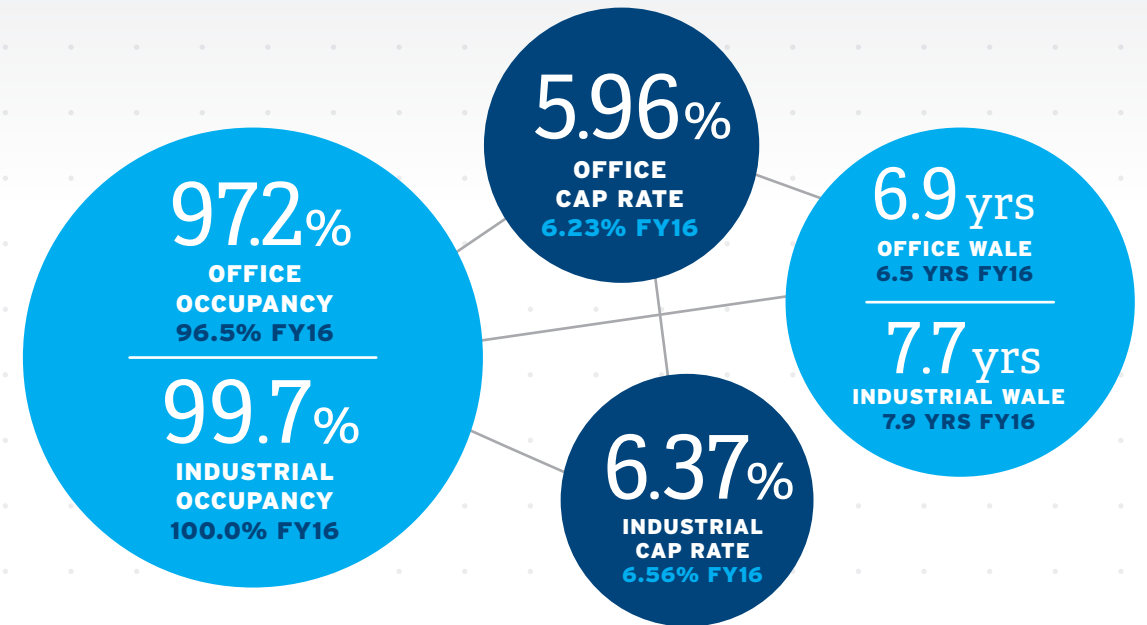 97.2%
OFFICE
OCCUPANCY
96.5% FY16
99.7%
INDUSTRIAL
OCCUPANCY
100.0% FY16
5.96%
OFFICE
CAP RATE
6.23% FY16
6.37%
INDUSTRIAL
CAP RATE
6.56% FY16
6.9 yrs
OFFICE WALE
6.5 YRS FY16
7.7 yrs
INDUSTRIAL WALE
7.9 YRS FY16